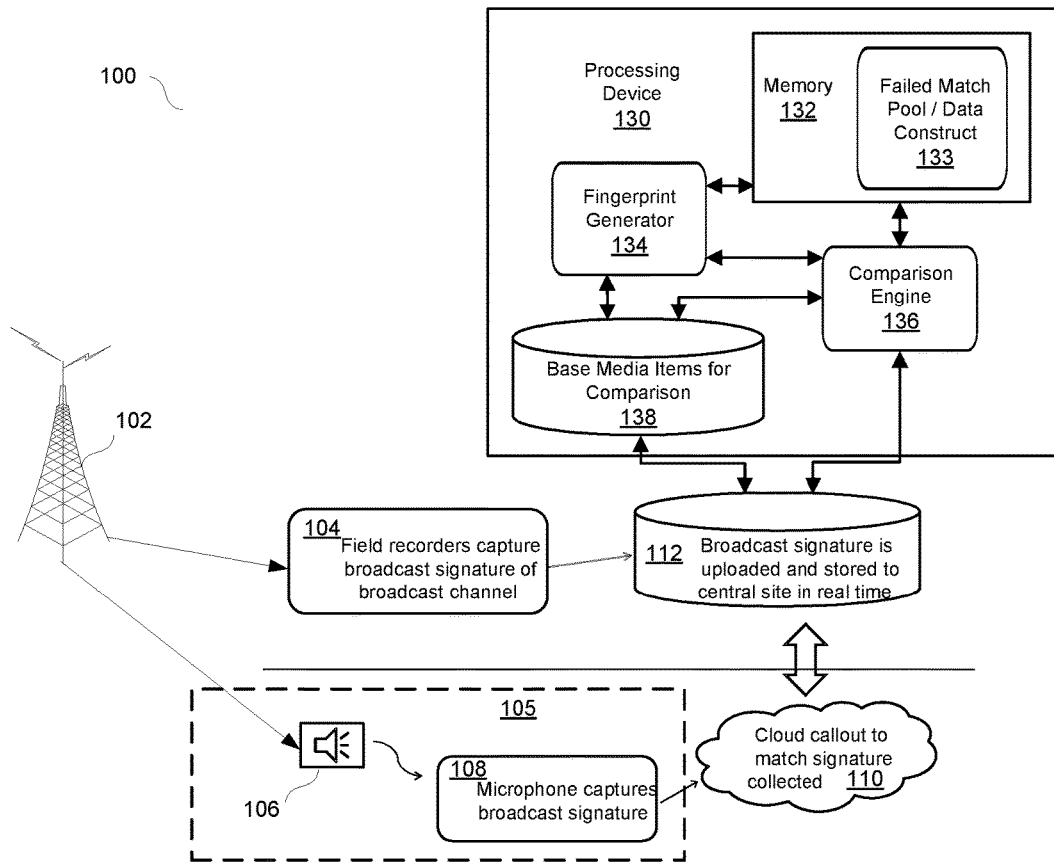 100
Processing
Device
130
Memory
132
Failed Match
Pool / Data
Construct
133
Fingerprint
Generator
134
Comparison
Engine
136
Base Media Items for
Comparison
138
102
104
Field recorders capture
broadcast signature of
broadcast channel
112
Broadcast signature is
uploaded and stored to
central site in real time
105
106
108
Microphone captures
broadcast signature
Cloud callout to
match signature
collected 110